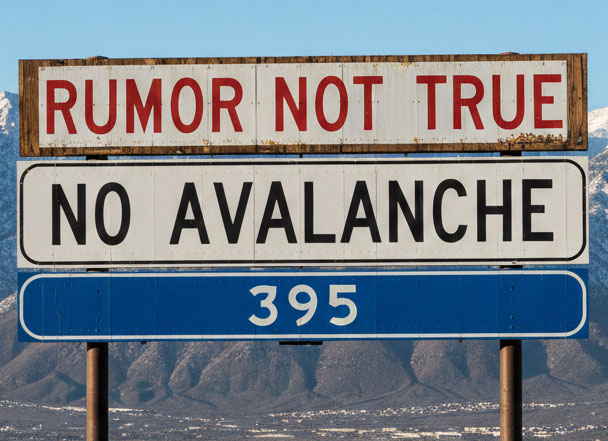 RUMOR NOT TRUE
NO AVALANCHE
395